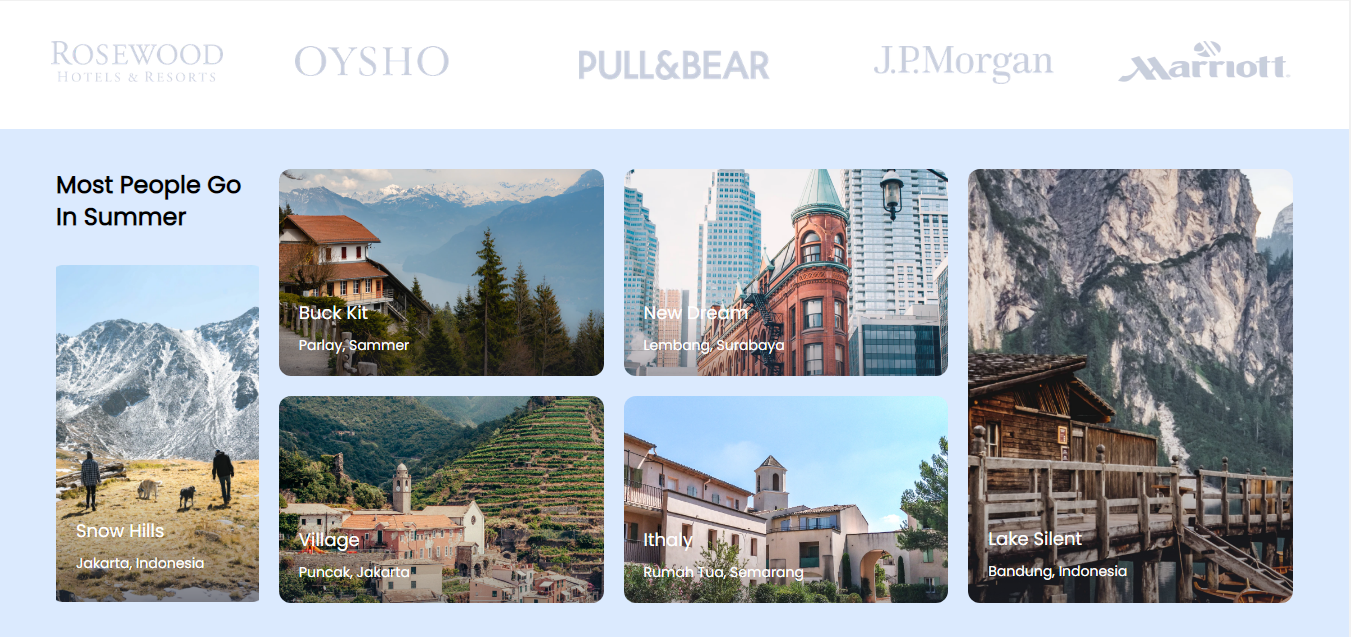 ROSEWOOD
HOTELS & RESORTS
OYSHO
PULL&BEAR
J.P.Morgan
Marriott
Most People Go
In Summer
Snow Hills
Jakarta, Indonesia
Buck Kit
Parlay, Sammer
New Dream
Lembang, Surabaya
Village
Puncak, Jakarta
Ithaly
Rumah Tua, Semarang
Lake Silent
Bandung, Indonesia